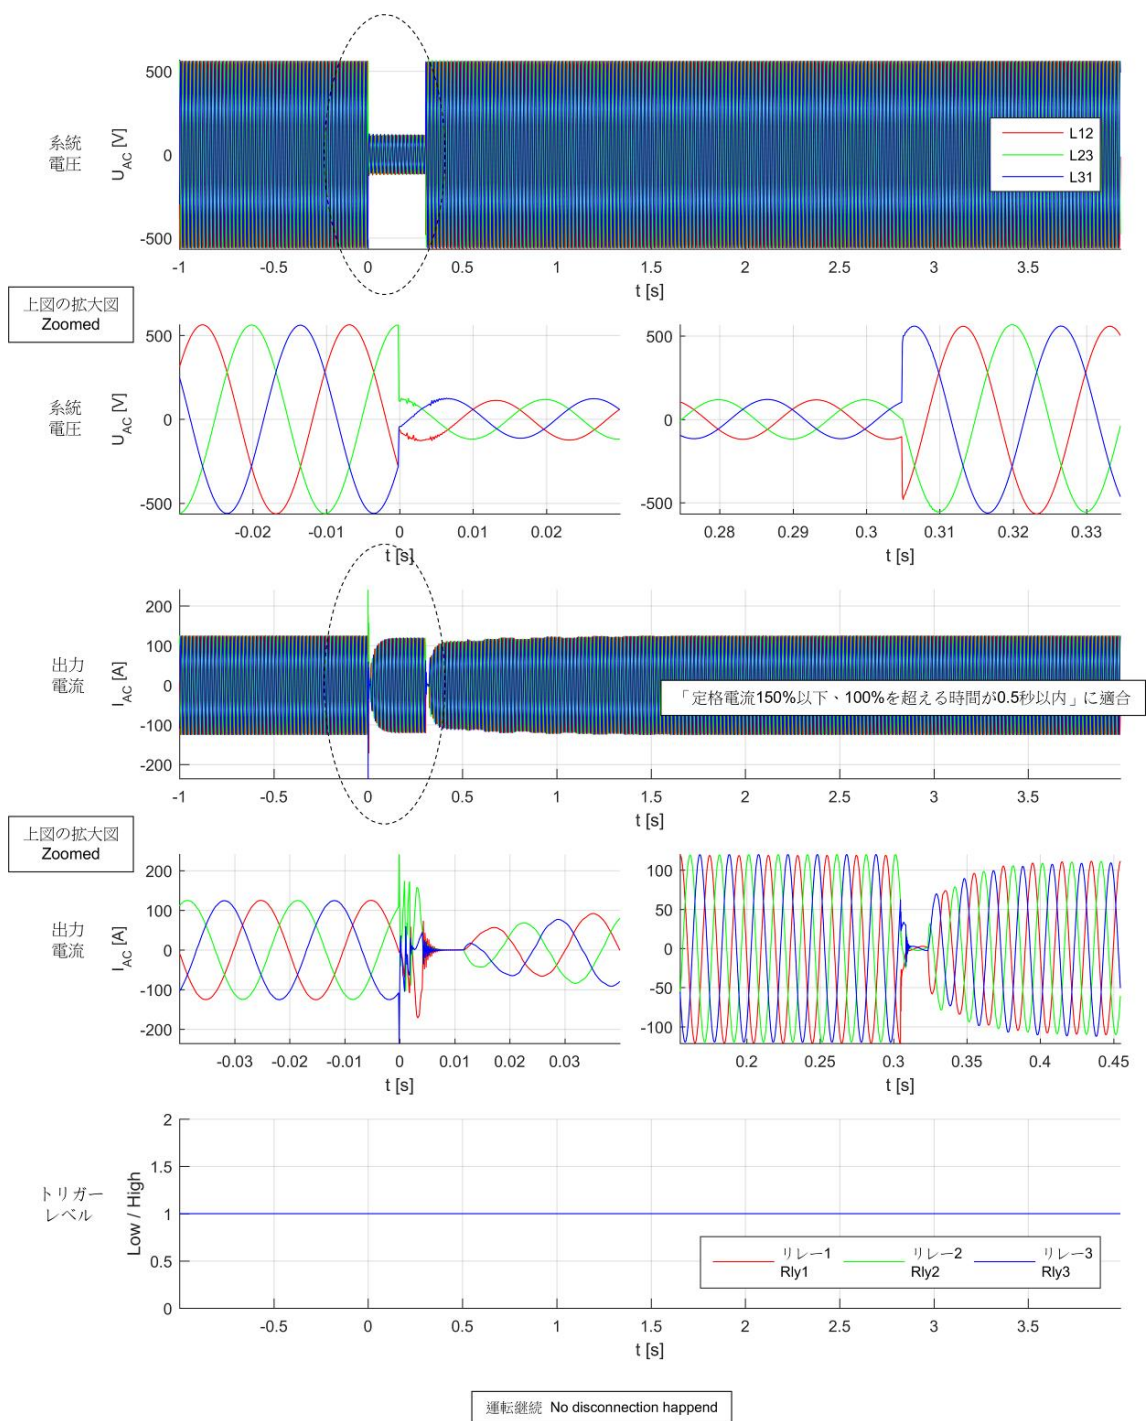 系統
電圧
U_AC [V]
500
0
-500
L12
L23
L31
-1
-0.5
0
0.5
1
1.5
2
2.5
3
3.5
t [s]
上図の拡大図
Zoomed
系統
電圧
U_AC [V]
500
0
-500
-0.02
-0.01
0
0.01
0.02
t [s]
500
0
-500
0.28
0.29
0.3
0.31
0.32
0.33
t [s]
出力
電流
I_AC [A]
200
100
0
-100
-200
「定格電流150%以下、100%を超える時間が0.5秒以内」に適合
-1
-0.5
0
0.5
1
1.5
2
2.5
3
3.5
t [s]
上図の拡大図
Zoomed
出力
電流
I_AC [A]
200
100
0
-100
-200
-0.03
-0.02
-0.01
0
0.01
0.02
0.03
t [s]
100
50
0
-50
-100
0.2
0.25
0.3
0.35
0.4
0.45
t [s]
トリガー
レベル
Low / High
2
1.5
1
0.5
0
リレー1
Rly1
リレー2
Rly2
リレー3
Rly3
-0.5
0
0.5
1
1.5
2
2.5
3
3.5
t [s]
運転継続 No disconnection happend